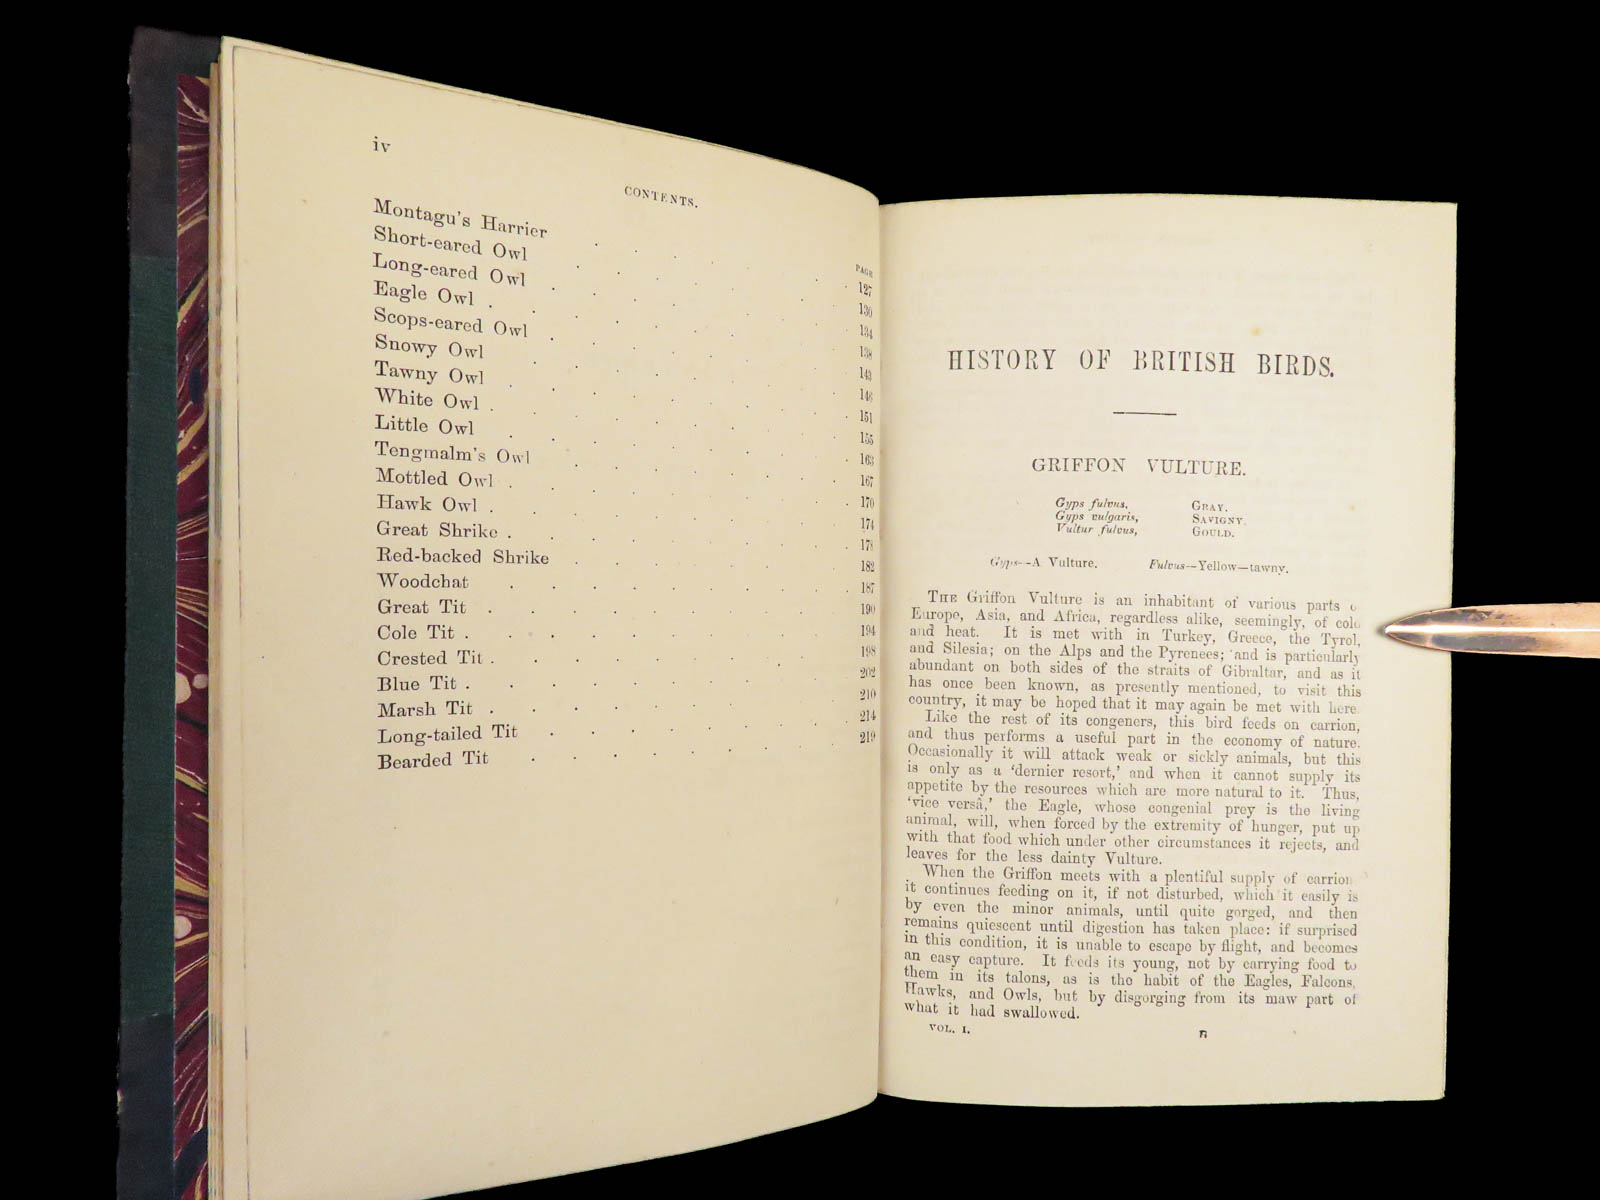 iv
CONTENTS.
PAGE
Montagu's Harrier . . . . . . . 127
Short-eared Owl . . . . . . . 130
Long-eared Owl . . . . . . . 134
Eagle Owl . . . . . . . . 138
Scops-eared Owl . . . . . . . 143
Snowy Owl . . . . . . . 146
Tawny Owl . . . . . . . . 151
White Owl . . . . . . . . 155
Little Owl . . . . . . . . 163
Tengmalm's Owl . . . . . . . 167
Mottled Owl . . . . . . . . 170
Hawk Owl . . . . . . . . 174
Great Shrike . . . . . . . . 178
Red-backed Shrike . . . . . . . 182
Woodchat . . . . . . . . 187
Great Tit . . . . . . . . 190
Cole Tit . . . . . . . . 194
Crested Tit . . . . . . . . 198
Blue Tit . . . . . . . . 202
Marsh Tit . . . . . . . . 210
Long-tailed Tit . . . . . . . 214
Bearded Tit . . . . . . . . 219
HISTORY OF BRITISH BIRDS.
GRIFFON VULTURE.
Gyps fulvus, GRAY.
Gyps vulgaris, SAVIGNY.
Vultur fulvus, GOULD.
Gyps—A Vulture. Fulvus—Yellow—tawny.
THE Griffon Vulture is an inhabitant of various parts o
Europe, Asia, and Africa, regardless alike, seemingly, of cold
and heat. It is met with in Turkey, Greece, the Tyrol,
and Silesia; on the Alps and the Pyrenees; and is particularly
abundant on both sides of the straits of Gibraltar, and as it
has once been known, as presently mentioned, to visit this
country, it may be hoped that it may again be met with here.
Like the rest of its congeners, this bird feeds on carrion,
and thus performs a useful part in the economy of nature.
Occasionally it will attack weak or sickly animals, but this
is only as a 'dernier resort,' and when it cannot supply its
appetite by the resources which are more natural to it. Thus,
'vice versâ,' the Eagle, whose congenial prey is the living
animal, will, when forced by the extremity of hunger, put up
with that food which under other circumstances it rejects, and
leaves for the less dainty Vulture.
When the Griffon meets with a plentiful supply of carrion
it continues feeding on it, if not disturbed, which it easily is
by even the minor animals, until quite gorged, and then
remains quiescent until digestion has taken place: if surprised
in this condition, it is unable to escape by flight, and becomes
an easy capture. It feeds its young, not by carrying food to
them in its talons, as is the habit of the Eagles, Falcons,
Hawks, and Owls, but by disgorging from its maw part of
what it had swallowed.
VOL. I.